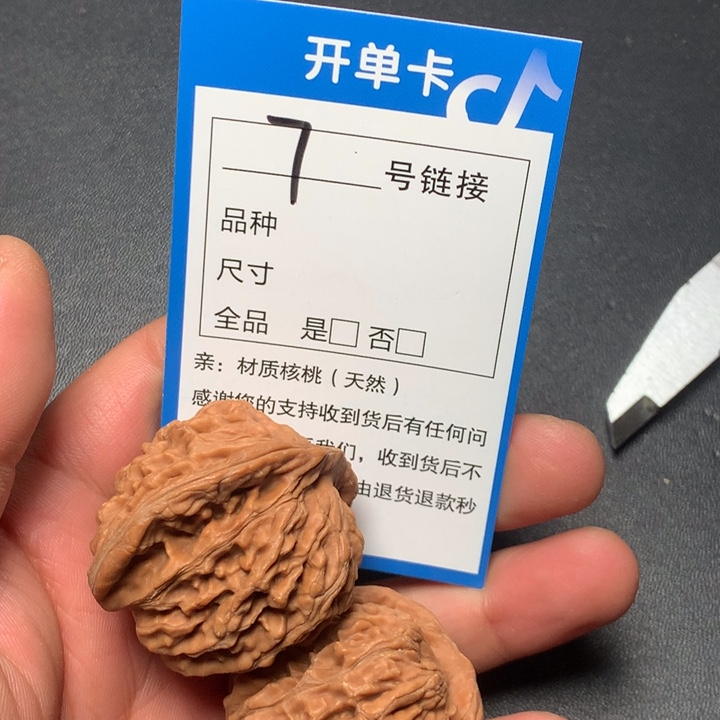 开单卡
7号链接
品种
尺寸
全品 是□ 否□
亲：材质核桃（天然）
感谢您的支持收到货后有任何问
我们，收到货后不
由退货退款秒